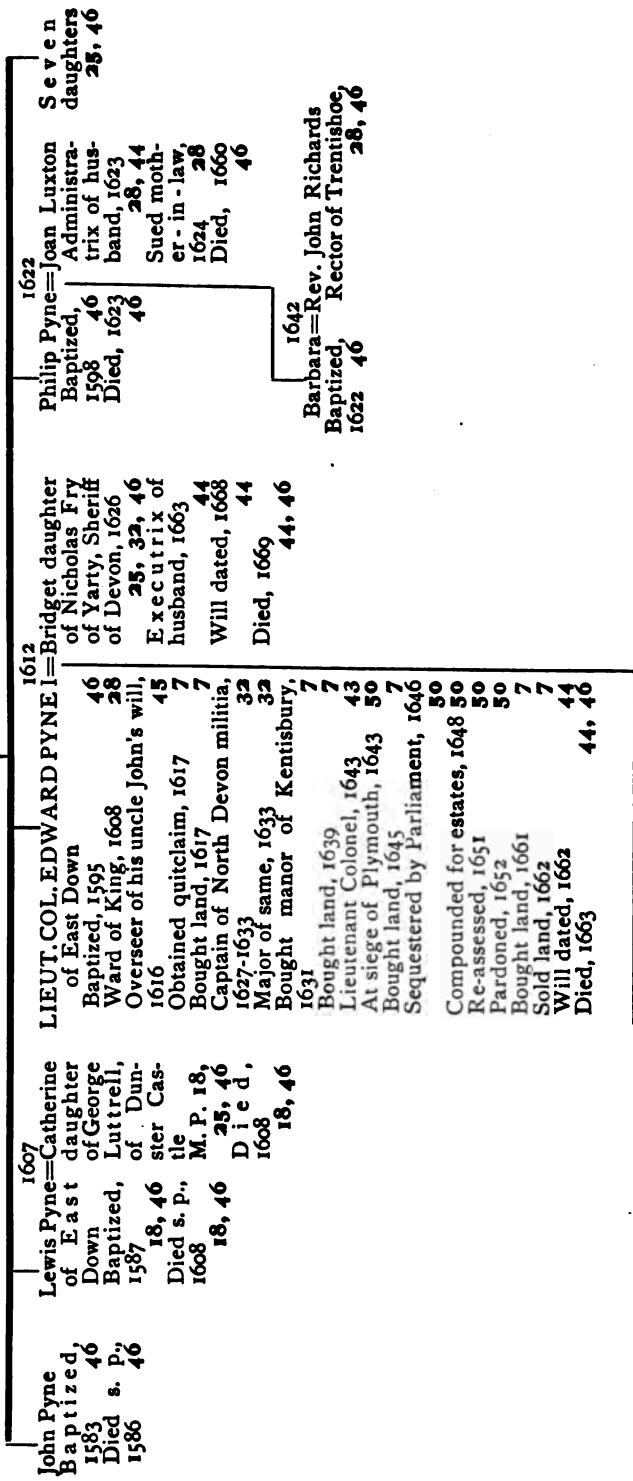 John Pyne
Baptized,
1583 46
Died s. p.,
1586 46
1607
Lewis Pyne=Catherine
of East daughter
Down of George
Baptized, Luttrell,
1587 of Dun-
18, 46 ster Cas-
Died s. p., tle
1608 M. P. 18,
18, 46 25, 46
Died,
1608
18, 46
1612
LIEUT. COL. EDWARD PYNE I=Bridget daughter
of East Down
Baptized, 1595 46
Ward of King, 1608 28
Overseer of his uncle John's will,
1616 45
Obtained quitclaim, 1617 7
Bought land, 1617 7
Captain of North Devon militia,
1627-1633 32
Major of same, 1633 32
Bought manor of Kentisbury,
1631 7
Bought land, 1639 7
Lieutenant Colonel, 1643 43
At siege of Plymouth, 1643 50
Bought land, 1645 7
Sequestered by Parliament, 1646
50
Compounded for estates, 1648 50
Re-assessed, 1651 50
Pardoned, 1652 50
Bought land, 1661 7
Sold land, 1662 7
Will dated, 1662 44
Died, 1663 44, 46
of Nicholas Fry
of Yarty, Sheriff
of Devon, 1626
25, 32, 46
Executrix of
husband, 1663
44
Will dated, 1668
44
Died, 1669
44, 46
1622
Philip Pyne=Joan Luxton
Baptized,
1598 46
Died, 1623
46
Administra-
trix of hus-
band, 1623
28, 44
Sued moth-
er-in-law,
1624 28
Died, 1660
46
1642
Barbara=Rev. John Richards
Baptized, Rector of Trentishoe,
1622 46 28, 46
Seven
daughters
25, 46